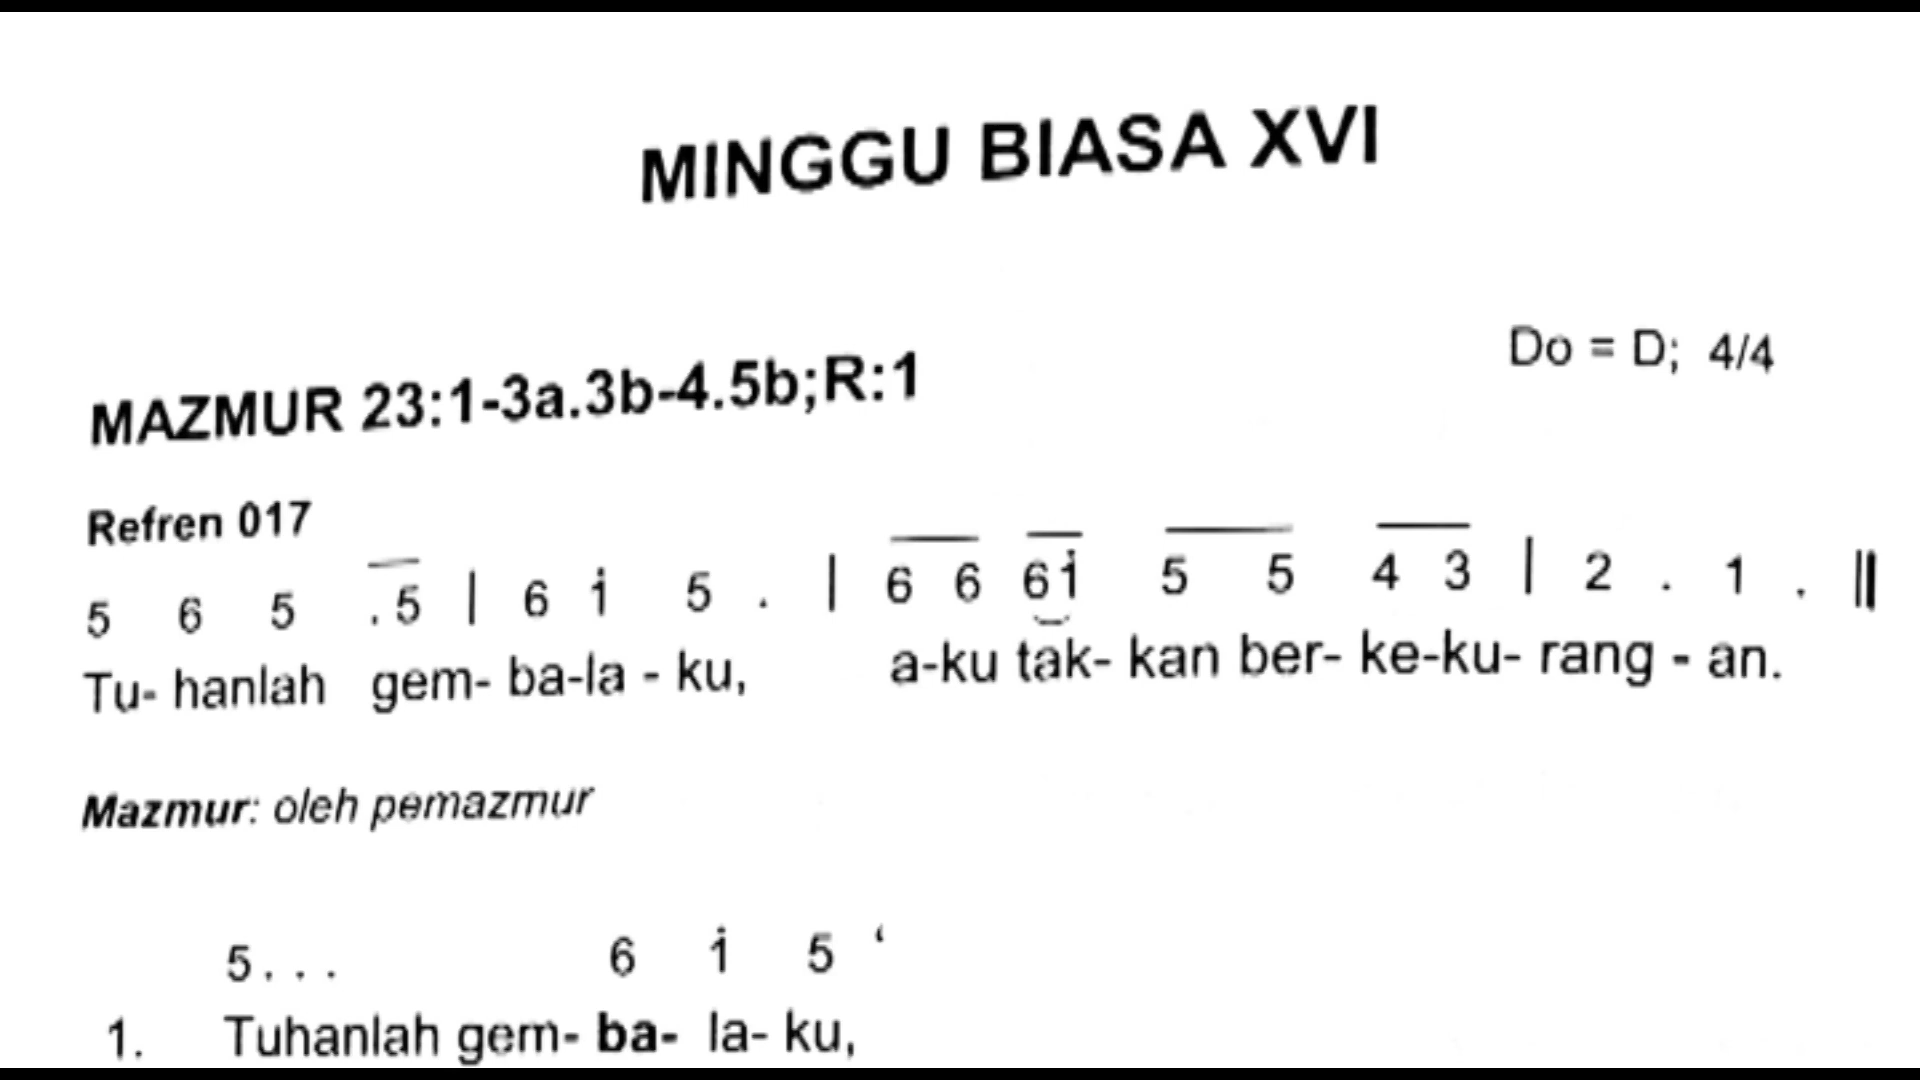 MINGGU BIASA XVI
Do = D; 4/4
MAZMUR 23:1-3a.3b-4.5b;R:1
Refren 017
5 6 5 .5 | 6 i 5 . | 6 6 6i 5 5 4 3 | 2 . 1 . ||
Tu- hanlah gem- ba-la - ku, a-ku tak- kan ber- ke-ku- rang - an.
Mazmur: oleh pemazmur
5... 6 i 5 ‘
1. Tuhanlah gem- ba- la- ku,